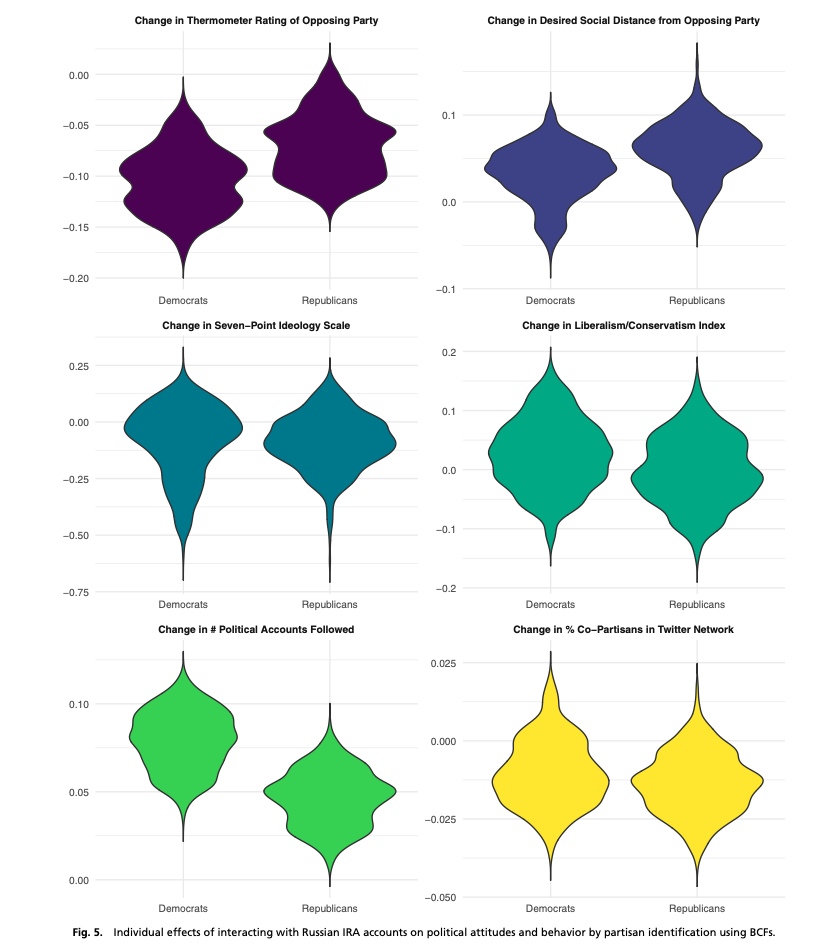 Change in Thermometer Rating of Opposing Party
0.00
−0.05
−0.10
−0.15
−0.20
Democrats
Republicans
Change in Desired Social Distance from Opposing Party
0.1
0.0
−0.1
Democrats
Republicans
Change in Seven−Point Ideology Scale
0.25
0.00
−0.25
−0.50
−0.75
Democrats
Republicans
Change in Liberalism/Conservatism Index
0.2
0.1
0.0
−0.1
−0.2
Democrats
Republicans
Change in # Political Accounts Followed
0.10
0.05
0.00
Democrats
Republicans
Change in % Co−Partisans in Twitter Network
0.025
0.000
−0.025
−0.050
Democrats
Republicans
Fig. 5. Individual effects of interacting with Russian IRA accounts on political attitudes and behavior by partisan identification using BCFs.